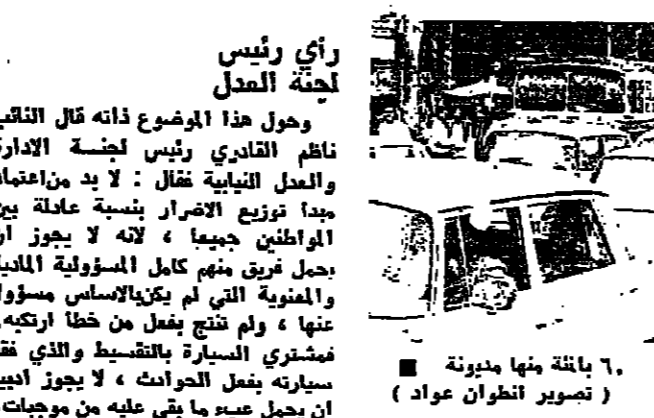 رأي رئيس
لجنة العدل
وحول هذا الموضوع ذاته قال النائب
ناظم القادري رئيس لجنة الادارة
والعدل النيابية فقال : لا بد من اعتماد
مبدأ توزيع الاضرار بنسبة عادلة بين
المواطنين جميعا ، لانه لا يجوز ان
يحمل فريق منهم كامل المسؤولية المادية
والمعنوية التي لم يكن بالاساس مسؤولا
عنها ، ولم تنتج بفعل من خطأ ارتكبه،
فمشتري السيارة بالتقسيط والذي فقد
سيارته بفعل الحوادث ، لا يجوز أدبيا
ان يحمل عبء ما بقي عليه من موجبات،
٦٠ بالمئة منها مديونة
( تصوير انطوان عواد )